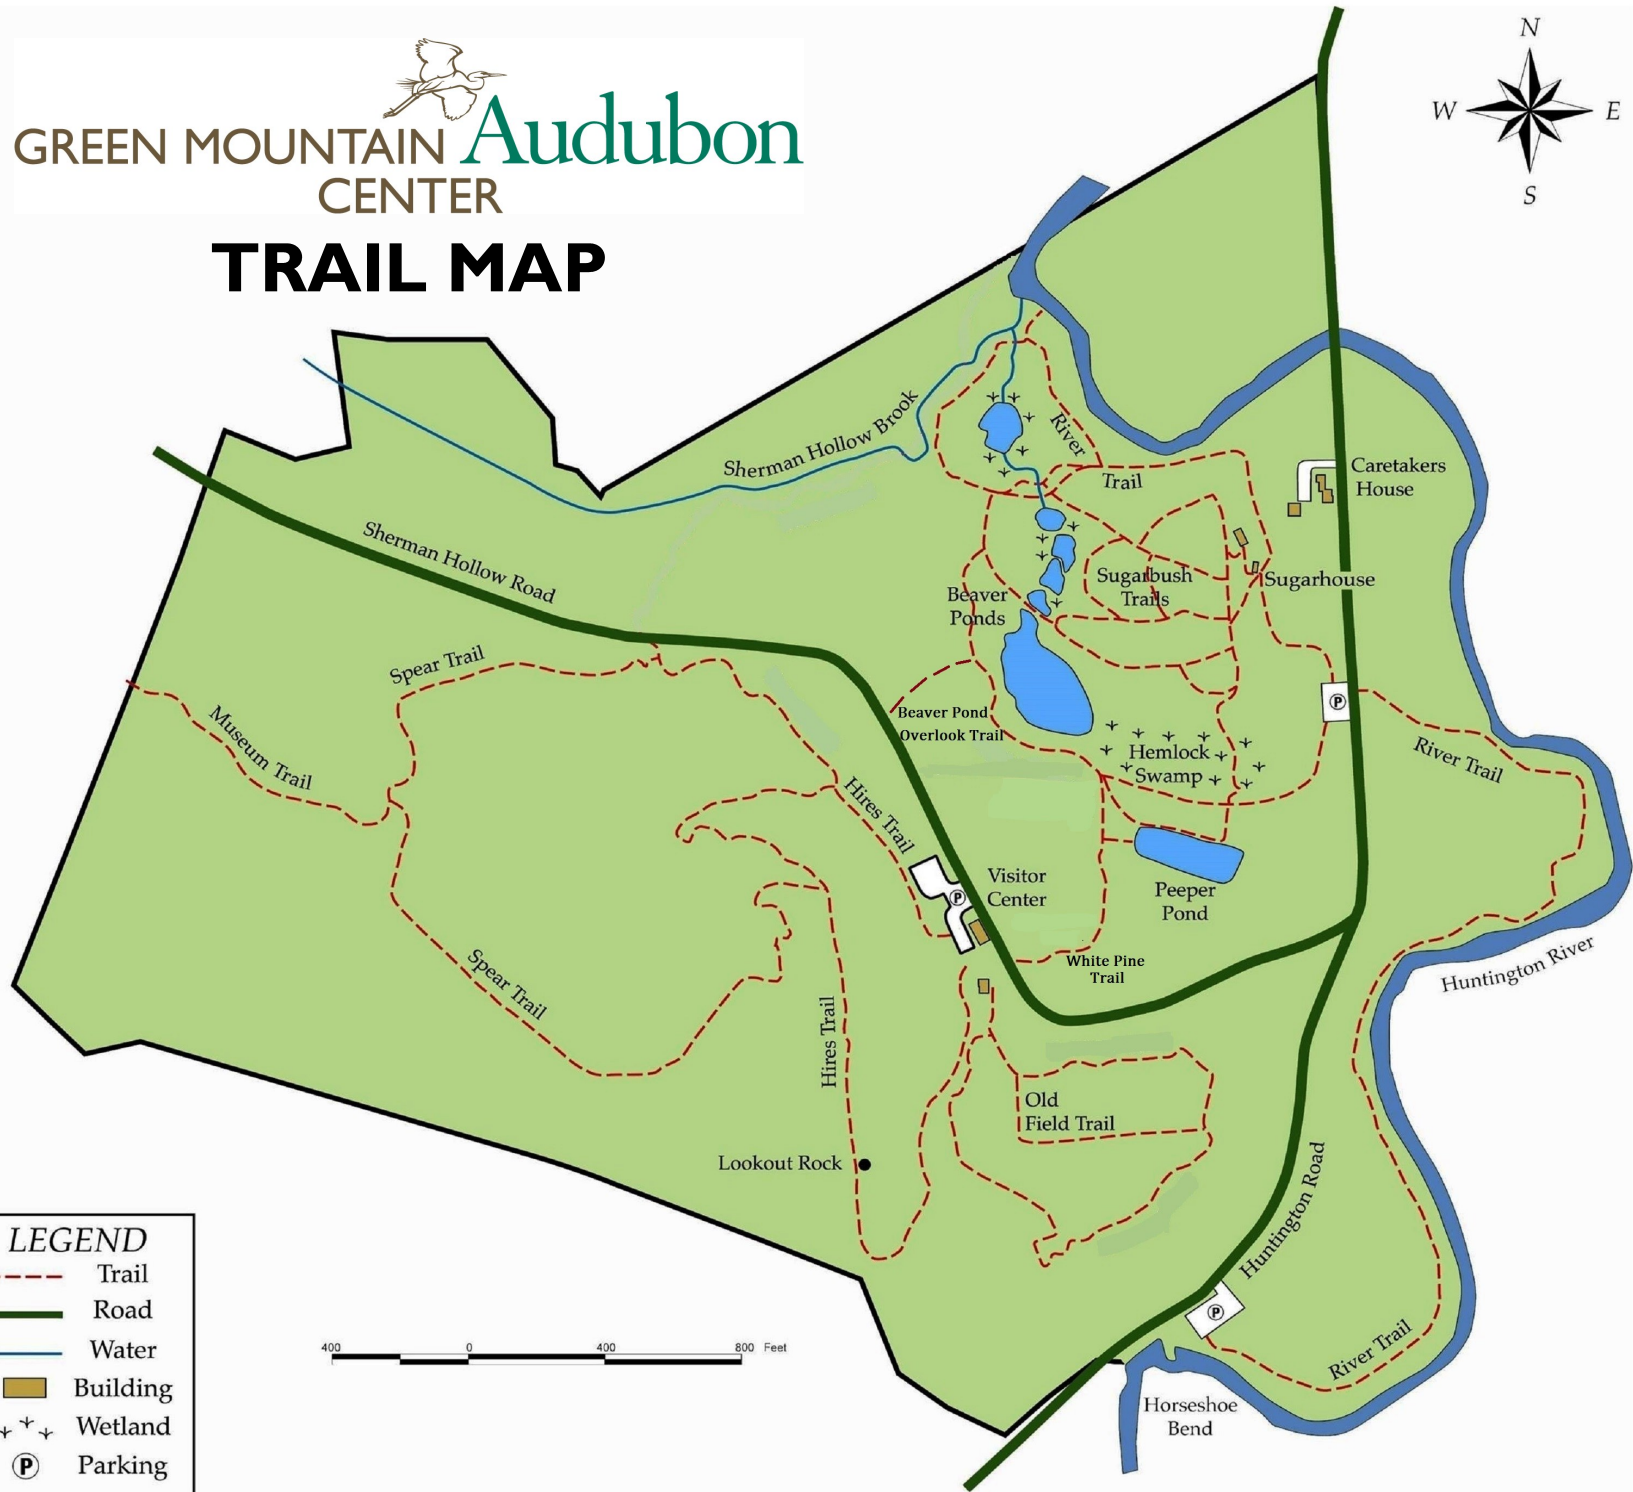 GREEN MOUNTAIN Audubon
CENTER
TRAIL MAP
N
W
E
S
Sherman Hollow Brook
River
Trail
Caretakers
House
Sherman Hollow Road
Sugarbush
Trails
Sugarhouse
Beaver
Ponds
Spear Trail
Museum Trail
Beaver Pond
Overlook Trail
Hemlock
Swamp
P
River Trail
Hires Trail
Visitor
Center
P
Peeper
Pond
White Pine
Trail
Huntington River
Spear Trail
Hires Trail
Old
Field Trail
Lookout Rock
Huntington Road
P
River Trail
Horseshoe
Bend
400 0 400 800 Feet
LEGEND
Trail
Road
Water
Building
Wetland
P Parking